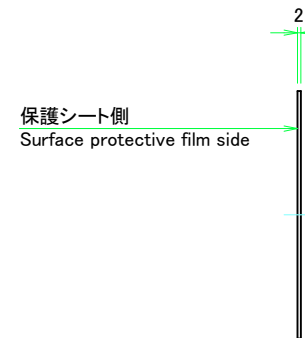 2
保護シート側
Surface protective film side